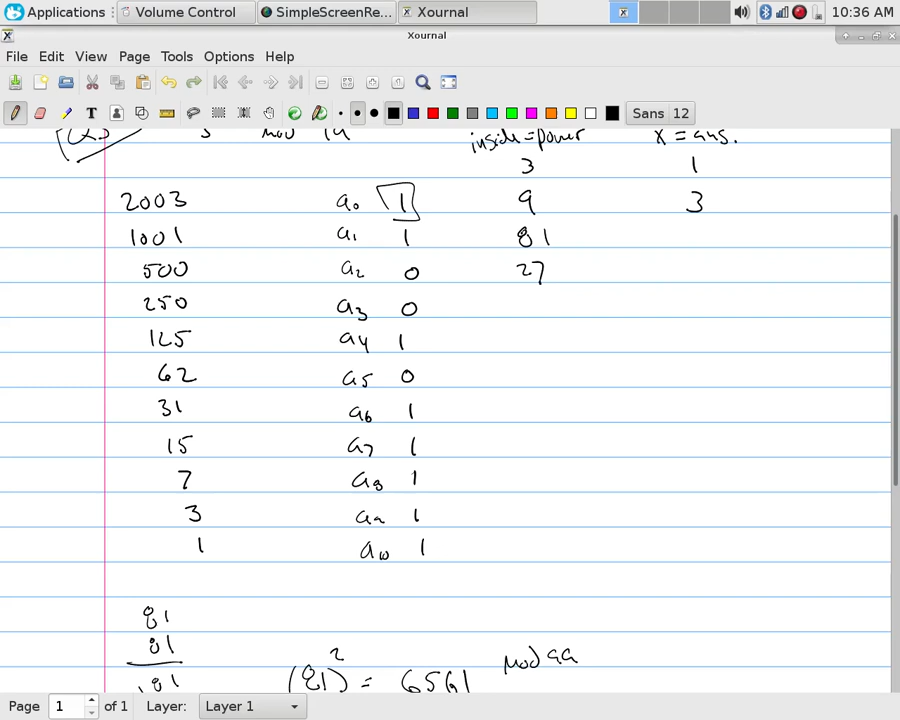 Applications Volume Control SimpleScreenRe... Xournal 10:36 AM
Xournal
File Edit View Page Tools Options Help
Sans 12
3 mod
inside=power x = ans.
3 1
2003 a0 1 9 3
1001 a1 1 81
500 a2 0 27
250 a3 0
125 a4 1
62 a5 0
31 a6 1
15 a7 1
7 a8 1
3 a9 1
1 a10 1
81
81
181
(81)2 = 6561 mod 99
Page 1 of 1 Layer: Layer 1